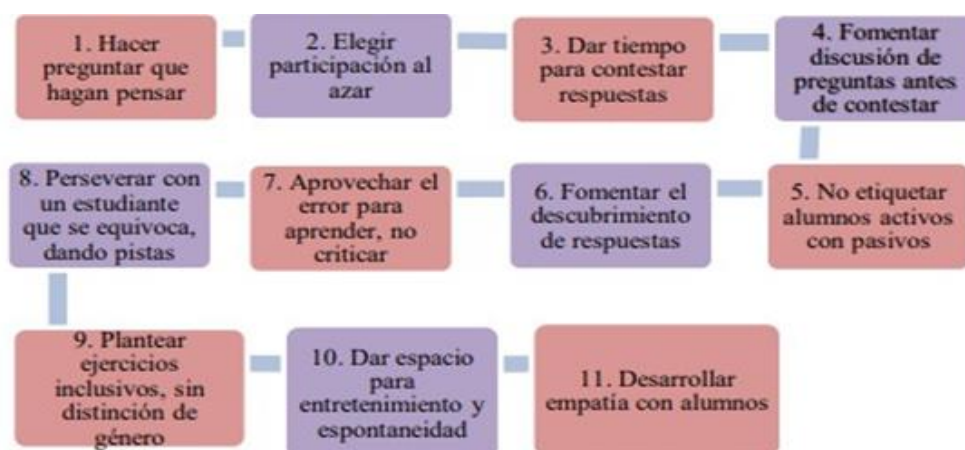 1. Hacer
preguntar que
hagan pensar
2. Elegir
participación al
azar
3. Dar tiempo
para contestar
respuestas
4. Fomentar
discusión de
preguntas antes
de contestar
5. No etiquetar
alumnos activos
con pasivos
6. Fomentar el
descubrimiento
de respuestas
7. Aprovechar el
error para
aprender, no
criticar
8. Perseverar con
un estudiante
que se equivoca,
dando pistas
9. Plantear
ejercicios
inclusivos, sin
distinción de
género
10. Dar espacio
para
entretenimiento y
espontaneidad
11. Desarrollar
empatía con alumnos